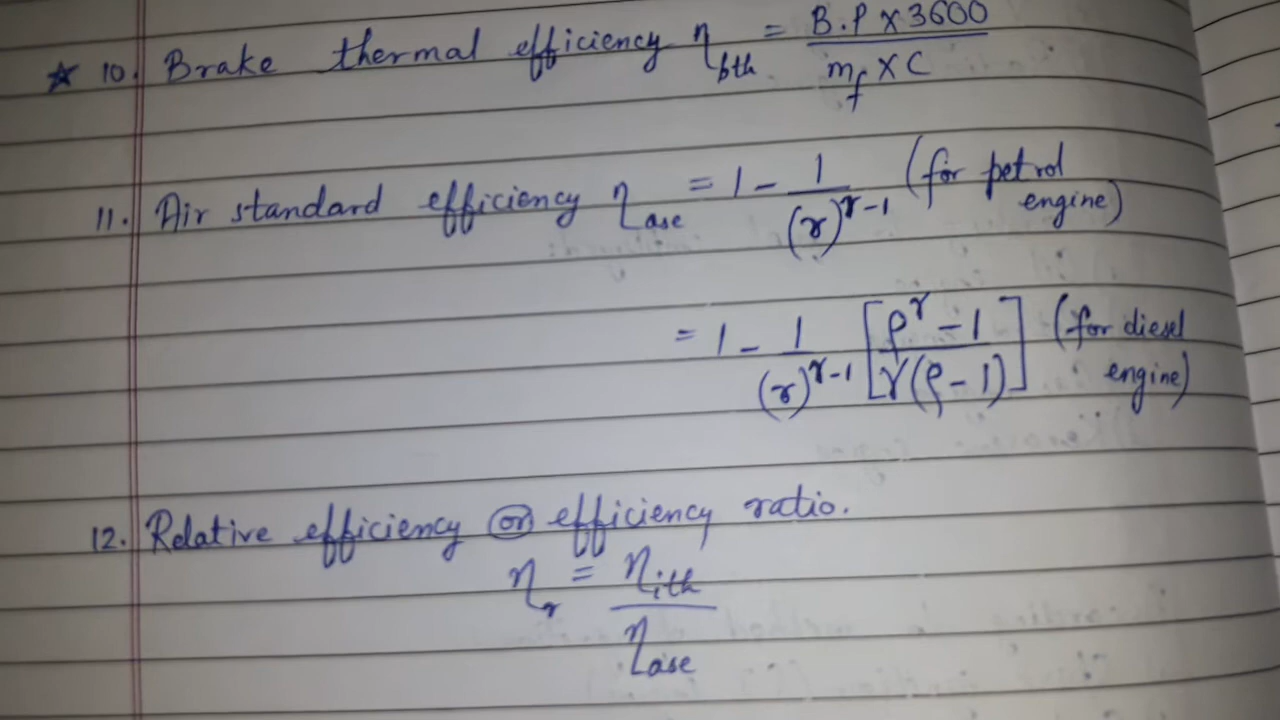 ★ 10. Brake thermal efficiency η_bth = B.P × 3600 / m_f × C
11. Air standard efficiency η_ase = 1 - 1 / (r)^γ-1 (for petrol engine)
= 1 - 1 / (r)^γ-1 [ρ^γ - 1 / γ(ρ - 1)] (for diesel engine)
12. Relative efficiency (or) efficiency ratio.
η_r = η_ith / η_ase